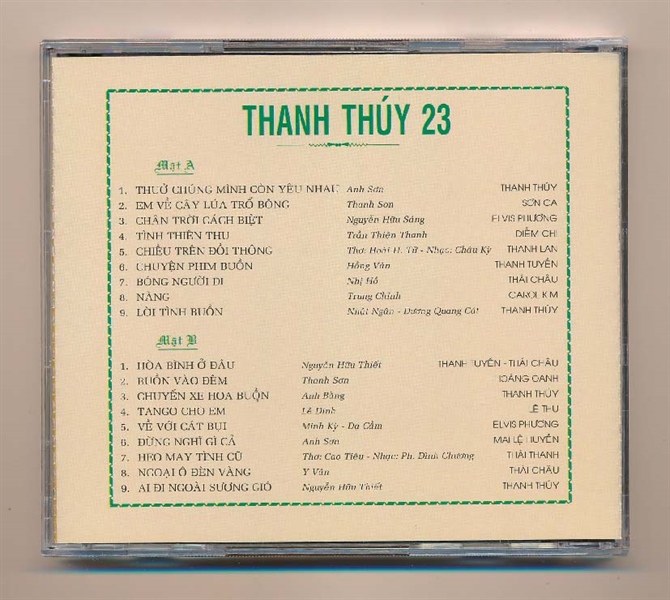 THANH THÚY 23
Mặt A
1. THUỞ CHÚNG MÌNH CÒN YÊU NHAU Anh Sơn THANH THÚY
2. EM VỀ CÂY LÚA TRỔ BÔNG Thanh Sơn SƠN CA
3. CHÂN TRỜI CÁCH BIỆT Nguyễn Hữu Sáng ELVIS PHƯƠNG
4. TÌNH THIÊN THU Trần Thiện Thanh DIỄM CHI
5. CHIỀU TRÊN ĐỒI THÔNG Thơ: Hoài H. Tử - Nhạc: Châu Kỳ THANH LAN
6. CHUYỆN PHIM BUỒN Hồng Vân THANH TUYỀN
7. BÓNG NGƯỜI ĐI Nhị Hồ THÁI CHÂU
8. NẮNG Trung Chỉnh CAROL KIM
9. LỜI TÌNH BUỒN Nhật Ngân - Dương Quang Cát THANH THÚY
Mặt B
1. HÒA BÌNH Ở ĐÂU Nguyễn Hữu Thiết THANH TUYỀN - THÁI CHÂU
2. BUỒN VÀO ĐÊM Thanh Sơn HOÀNG OANH
3. CHUYẾN XE HOA BUỒN Anh Bằng THANH THÚY
4. TANGO CHO EM Lê Dinh LỆ THU
5. VỀ VỚI CÁT BỤI Minh Kỳ - Dạ Cầm ELVIS PHƯƠNG
6. ĐỪNG NGHĨ GÌ CẢ Anh Sơn MAI LỆ HUYỀN
7. HEO MAY TÌNH CŨ Thơ: Cao Tiêu - Nhạc: Ph. Đình Chương THÁI THANH
8. NGOẠI Ô ĐÈN VÀNG Y Vân THÁI CHÂU
9. AI ĐI NGOÀI SƯƠNG GIÓ Nguyễn Hữu Thiết THANH THÚY